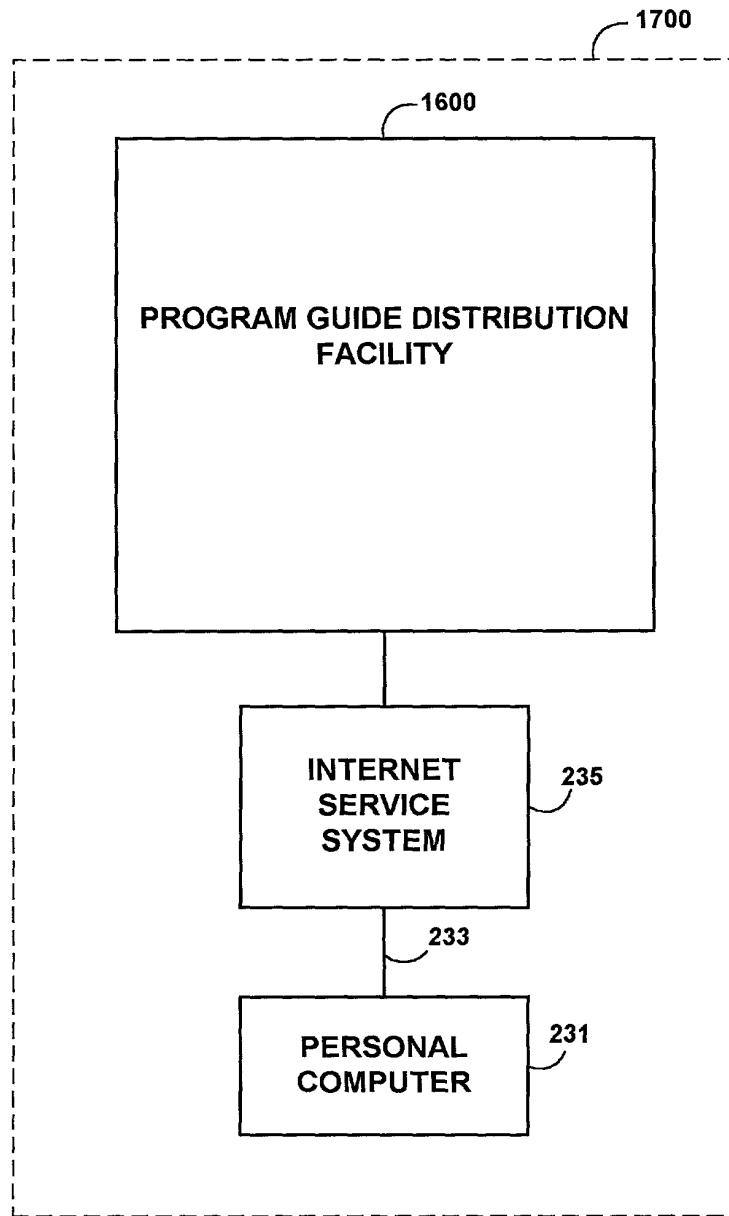 1700
1600
PROGRAM GUIDE DISTRIBUTION
FACILITY
INTERNET
SERVICE
SYSTEM
235
233
PERSONAL
COMPUTER
231